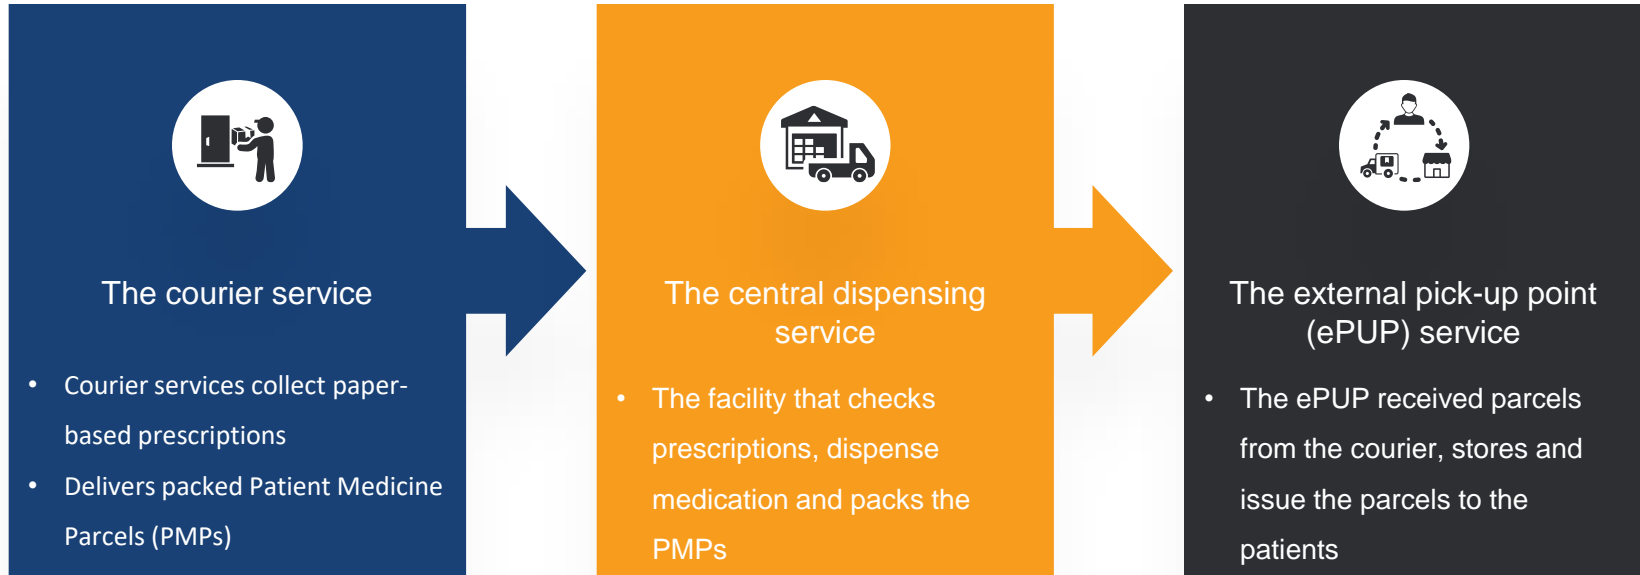 The courier service
• Courier services collect paper-
based prescriptions
• Delivers packed Patient Medicine
Parcels (PMPs)
The central dispensing
service
• The facility that checks
prescriptions, dispense
medication and packs the
PMPs
The external pick-up point
(ePUP) service
• The ePUP received parcels
from the courier, stores and
issue the parcels to the
patients